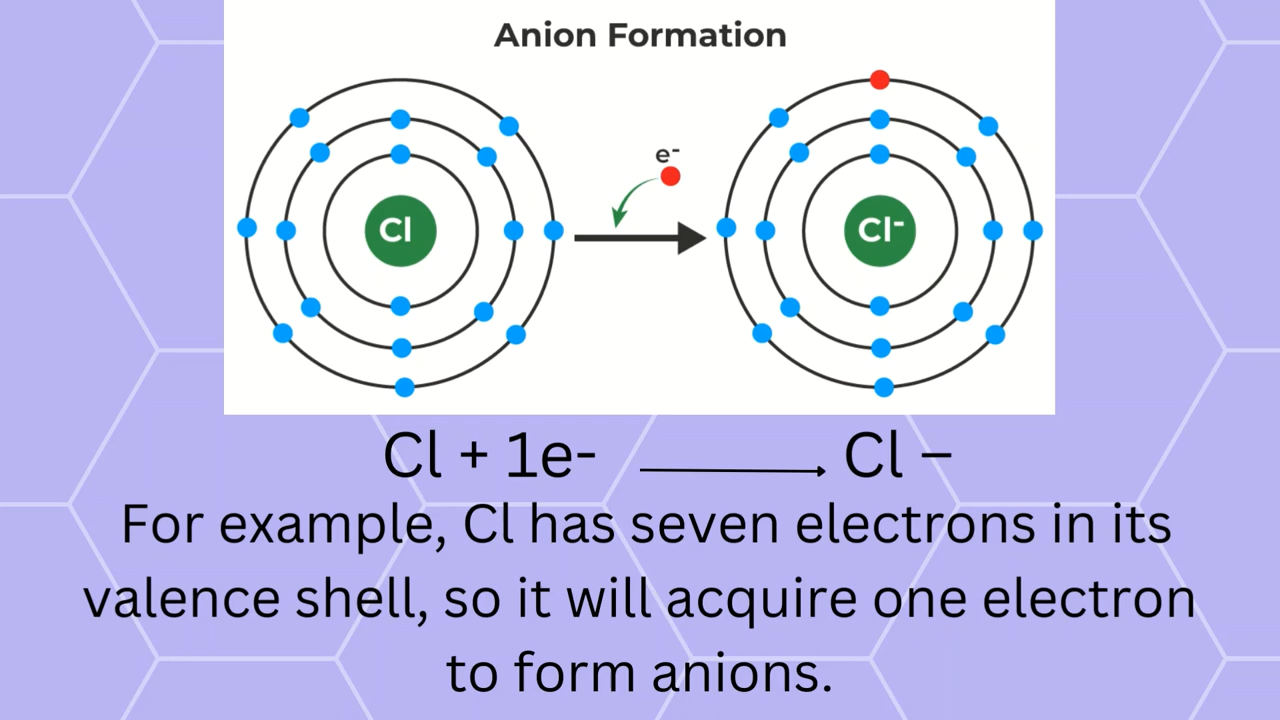 Anion Formation
e⁻
Cl
Cl⁻
Cl + 1e- ⟶ Cl –
For example, Cl has seven electrons in its
valence shell, so it will acquire one electron
to form anions.